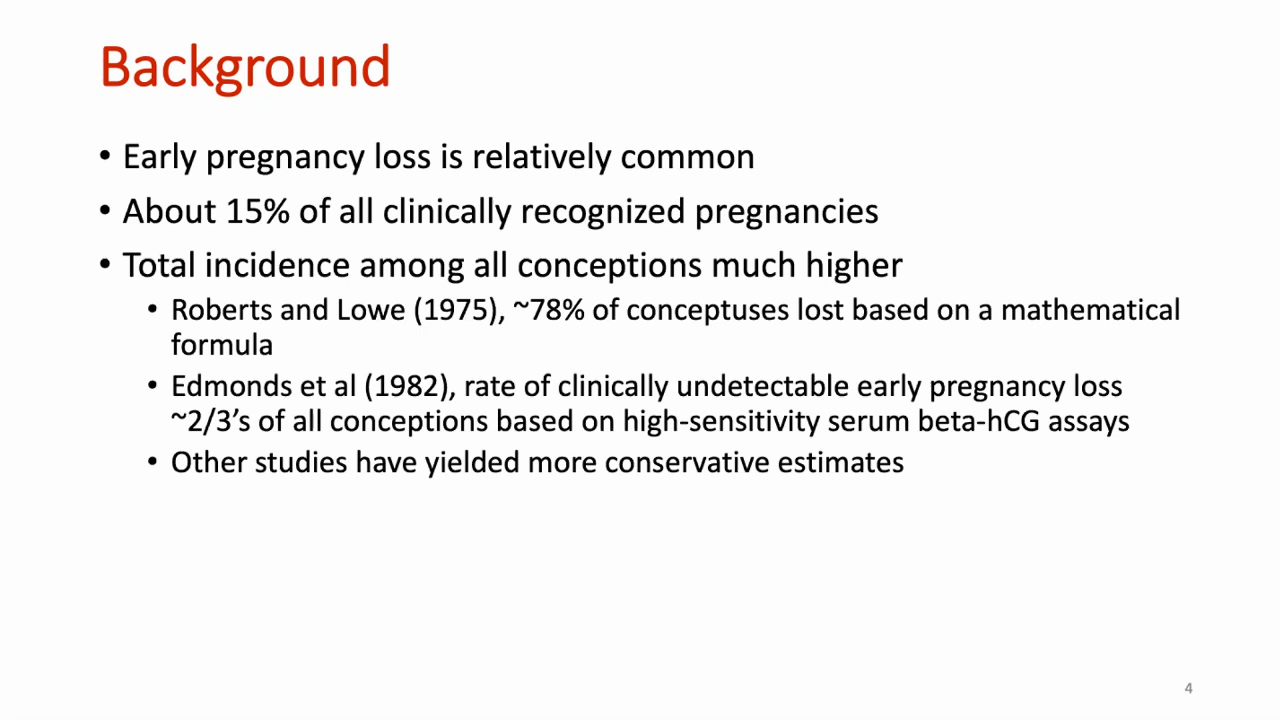 Background
• Early pregnancy loss is relatively common
• About 15% of all clinically recognized pregnancies
• Total incidence among all conceptions much higher
• Roberts and Lowe (1975), ~78% of conceptuses lost based on a mathematical
formula
• Edmonds et al (1982), rate of clinically undetectable early pregnancy loss
~2/3’s of all conceptions based on high-sensitivity serum beta-hCG assays
• Other studies have yielded more conservative estimates
4